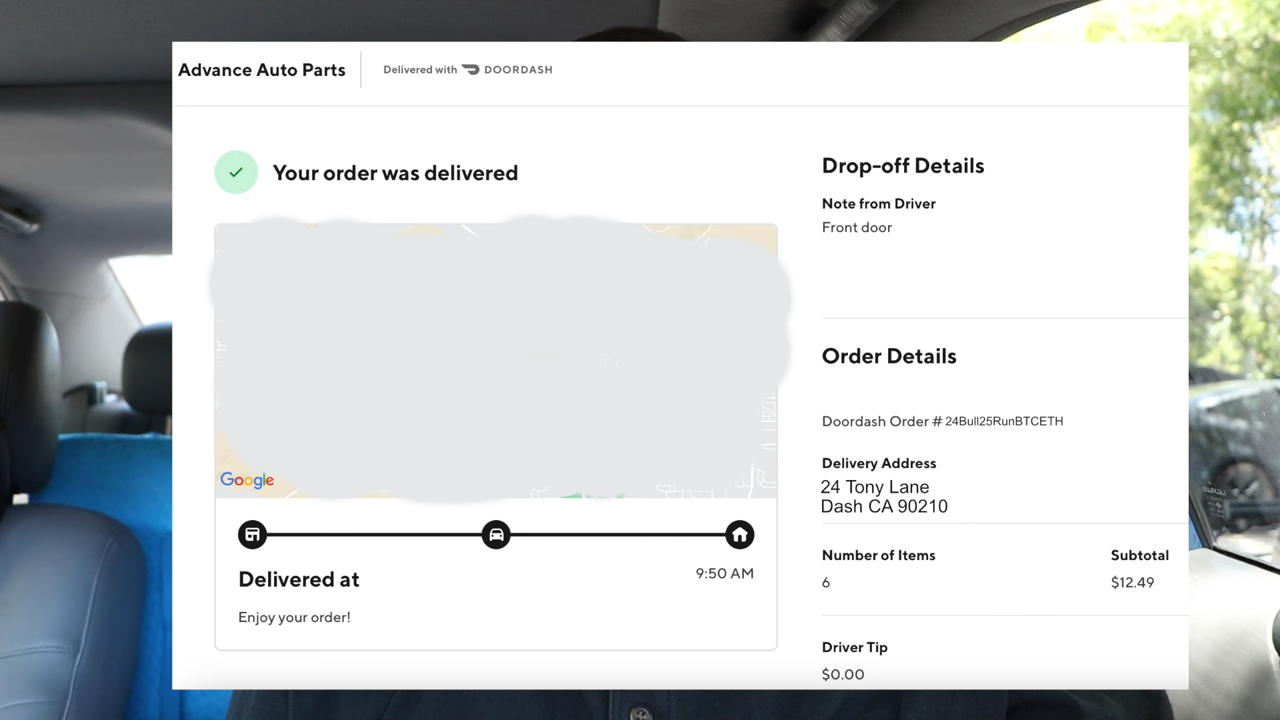 Advance Auto Parts
Delivered with DOORDASH
Your order was delivered
Google
Delivered at
9:50 AM
Enjoy your order!
Drop-off Details
Note from Driver
Front door
Order Details
Doordash Order # 24Bull25RunBTCETH
Delivery Address
24 Tony Lane
Dash CA 90210
Number of Items
Subtotal
6
$12.49
Driver Tip
$0.00